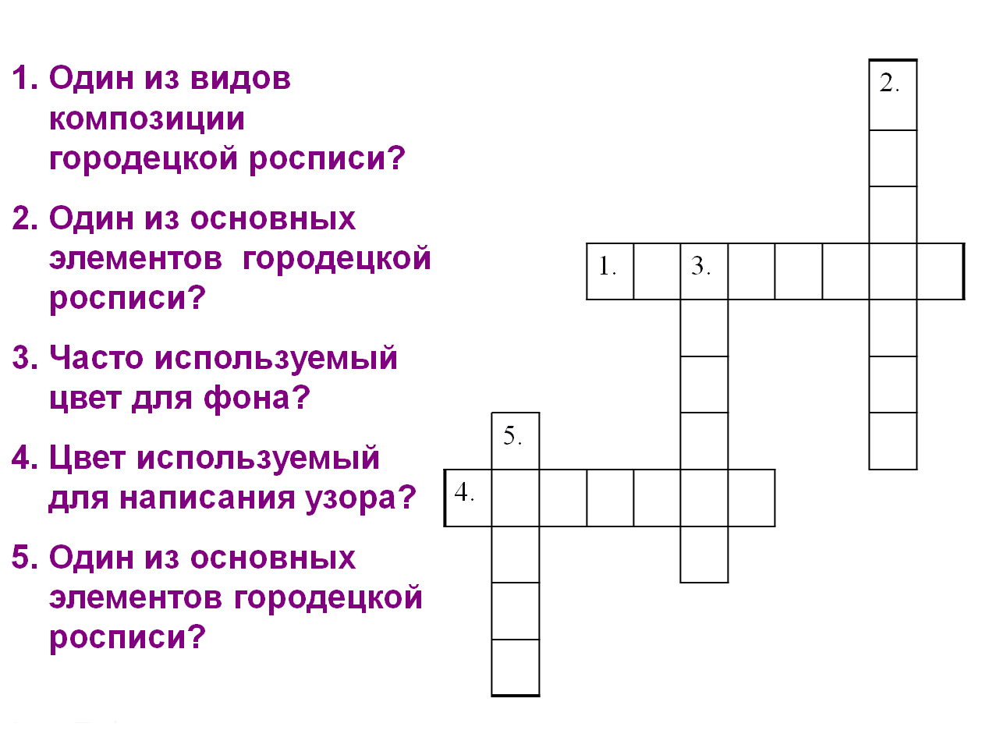 1. Один из видов
композиции
городецкой росписи?
2. Один из основных
элементов городецкой
росписи?
3. Часто используемый
цвет для фона?
4. Цвет используемый
для написания узора?
5. Один из основных
элементов городецкой
росписи?
2.
1.
3.
5.
4.